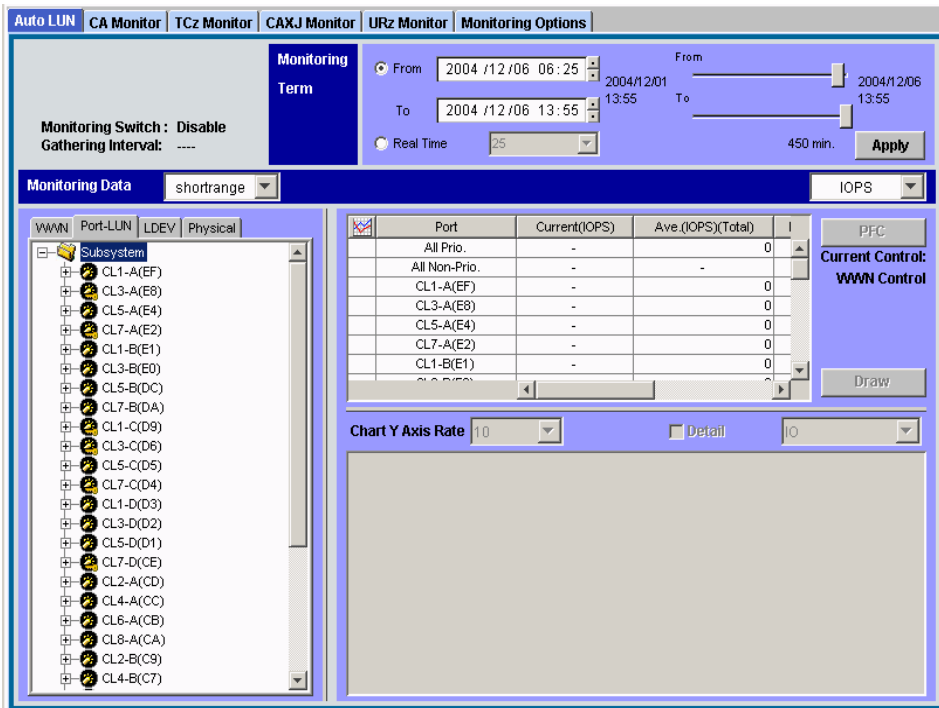 Auto LUN CA Monitor TCz Monitor CAXJ Monitor URz Monitor Monitoring Options
Monitoring Switch : Disable
Gathering Interval: ----
Monitoring
Term
From 2004 /12 /06 06 : 25
To 2004 /12 /06 13 : 55
Real Time 25
2004/12/01
13:55
From
To
2004/12/06
13:55
450 min. Apply
Monitoring Data shortrange IOPS
WWN Port-LUN LDEV Physical
Subsystem
CL1-A(EF)
CL3-A(E8)
CL5-A(E4)
CL7-A(E2)
CL1-B(E1)
CL3-B(E0)
CL5-B(DC)
CL7-B(DA)
CL1-C(D9)
CL3-C(D6)
CL5-C(D5)
CL7-C(D4)
CL1-D(D3)
CL3-D(D2)
CL5-D(D1)
CL7-D(CE)
CL2-A(CD)
CL4-A(CC)
CL6-A(CB)
CL8-A(CA)
CL2-B(C9)
CL4-B(C7)
Port Current(IOPS) Ave.(IOPS)(Total)
All Prio. - 0
All Non-Prio. - -
CL1-A(EF) - 0
CL3-A(E8) - 0
CL5-A(E4) - 0
CL7-A(E2) - 0
CL1-B(E1) - 0
PFC
Current Control:
WWN Control
Draw
Chart Y Axis Rate 10 Detail IO